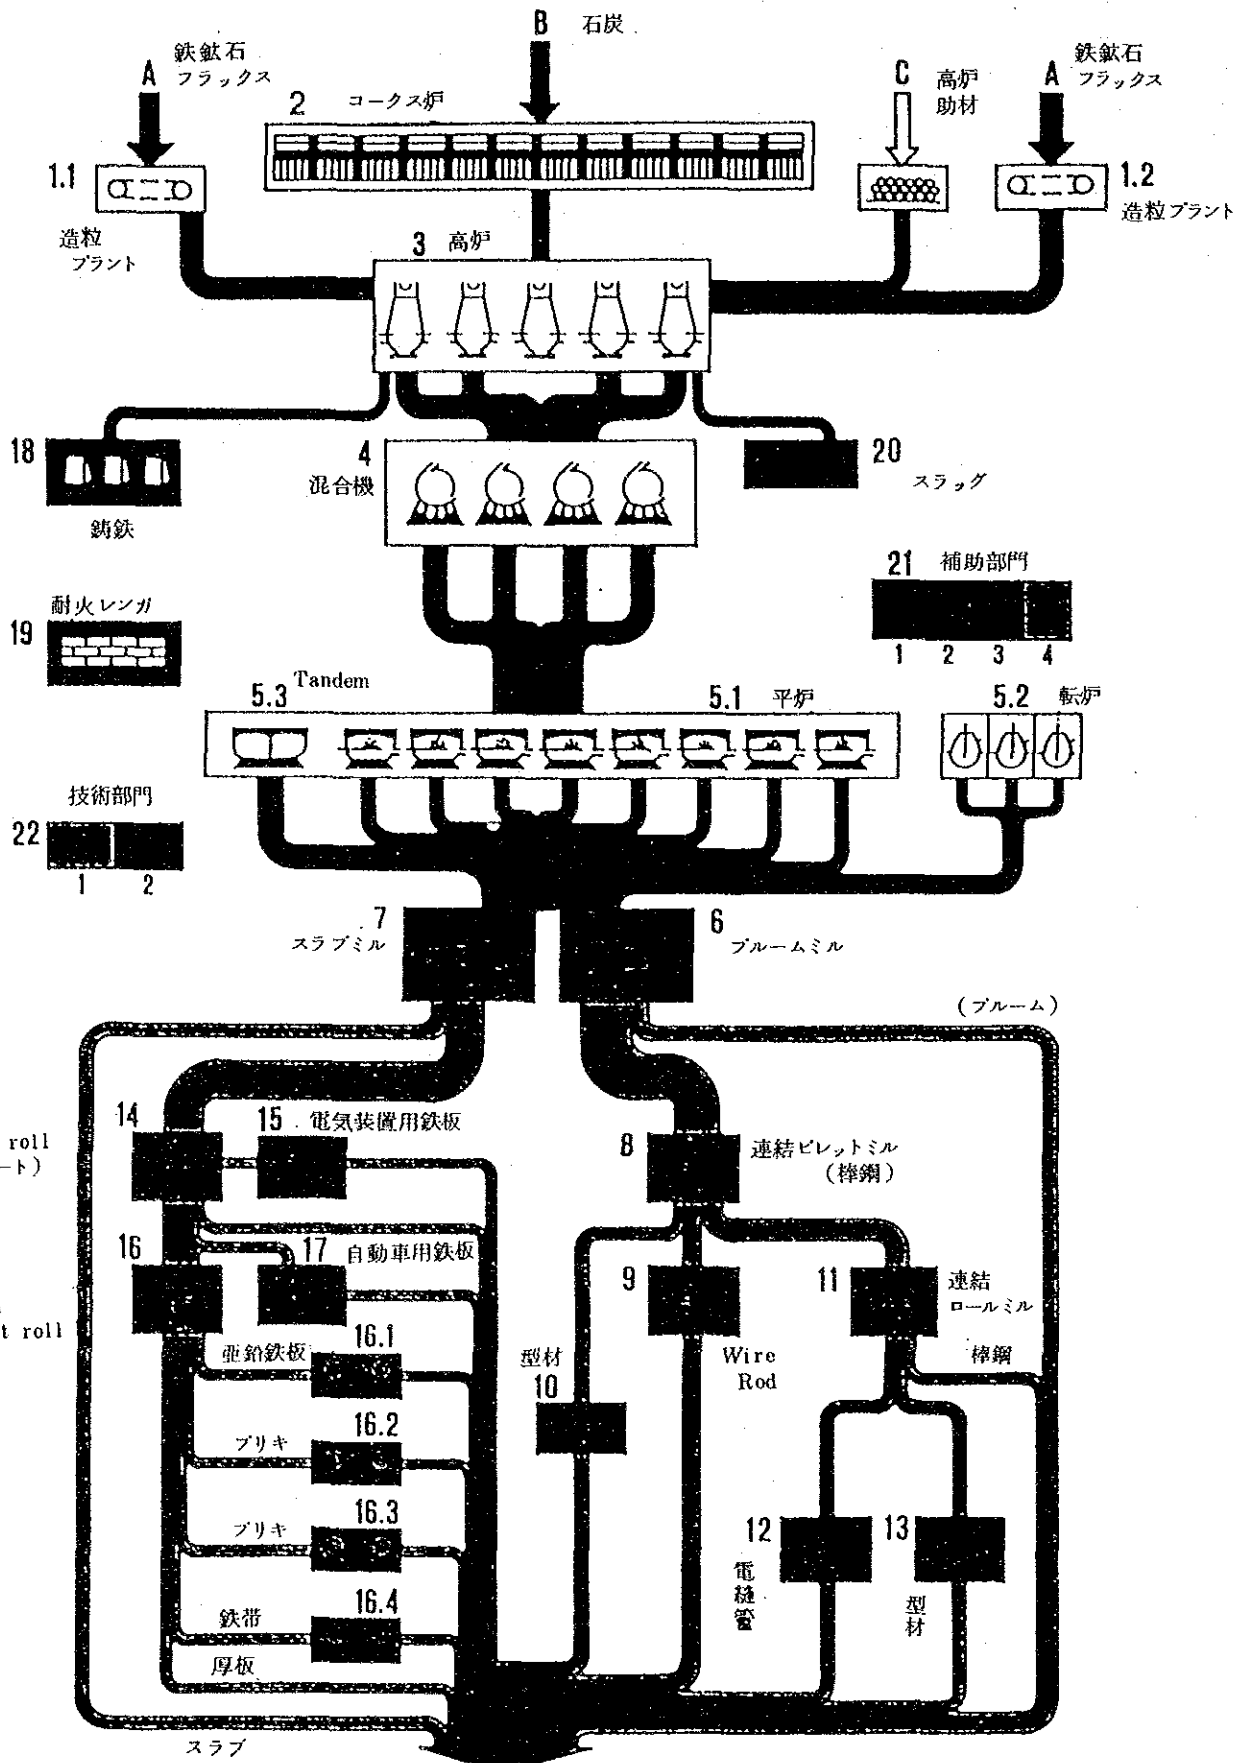 B 石炭
A 鉄鉱石
フラックス
2 コークス炉
C 高炉
助材
A 鉄鉱石
フラックス
1.1
造粒
プラント
1.2
造粒プラント
3 高炉
18
鋳鉄
4
混合機
20
スラッグ
21 補助部門
1 2 3 4
耐火レンガ
19
5.3 Tandem
5.1 平炉
5.2 転炉
技術部門
22
1 2
7
スラブミル
6
ブルームミル
(ブルーム)
14
15 電気装置用鉄板
roll
ート)
8 連結ビレットミル
(棒鋼)
16
17 自動車用鉄板
t roll
9
Wire
Rod
11 連結
ロールミル
棒鋼
亜鉛鉄板 16.1
型材
10
ブリキ 16.2
ブリキ 16.3
12
電縫管
13
型材
鉄帯 16.4
厚板
スラブ